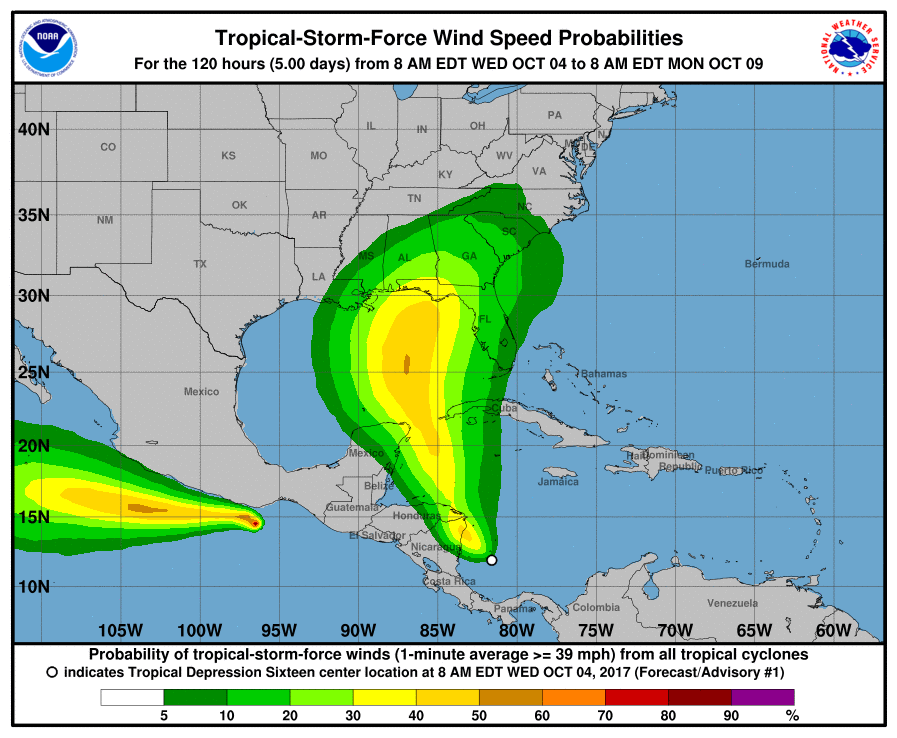 Tropical-Storm-Force Wind Speed Probabilities
For the 120 hours (5.00 days) from 8 AM EDT WED OCT 04 to 8 AM EDT MON OCT 09
NOAA
NATIONAL WEATHER SERVICE
40N
35N
30N
25N
20N
15N
10N
CO
KS
MO
IL
IN
OH
PA
WV
VA
KY
DE
NM
OK
AR
TN
NC
SC
TX
LA
MS
AL
GA
FL
Bermuda
Mexico
Bahamas
Cuba
Mexico
Belize
Jamaica
Haiti
Dominican
Republic
Puerto Rico
Guatemala
Honduras
El Salvador
Nicaragua
Costa Rica
Panama
Colombia
Venezuela
105W 100W 95W 90W 85W 80W 75W 70W 65W 60W
Probability of tropical-storm-force winds (1-minute average >= 39 mph) from all tropical cyclones
indicates Tropical Depression Sixteen center location at 8 AM EDT WED OCT 04, 2017 (Forecast/Advisory #1)
5 10 20 30 40 50 60 70 80 90 %